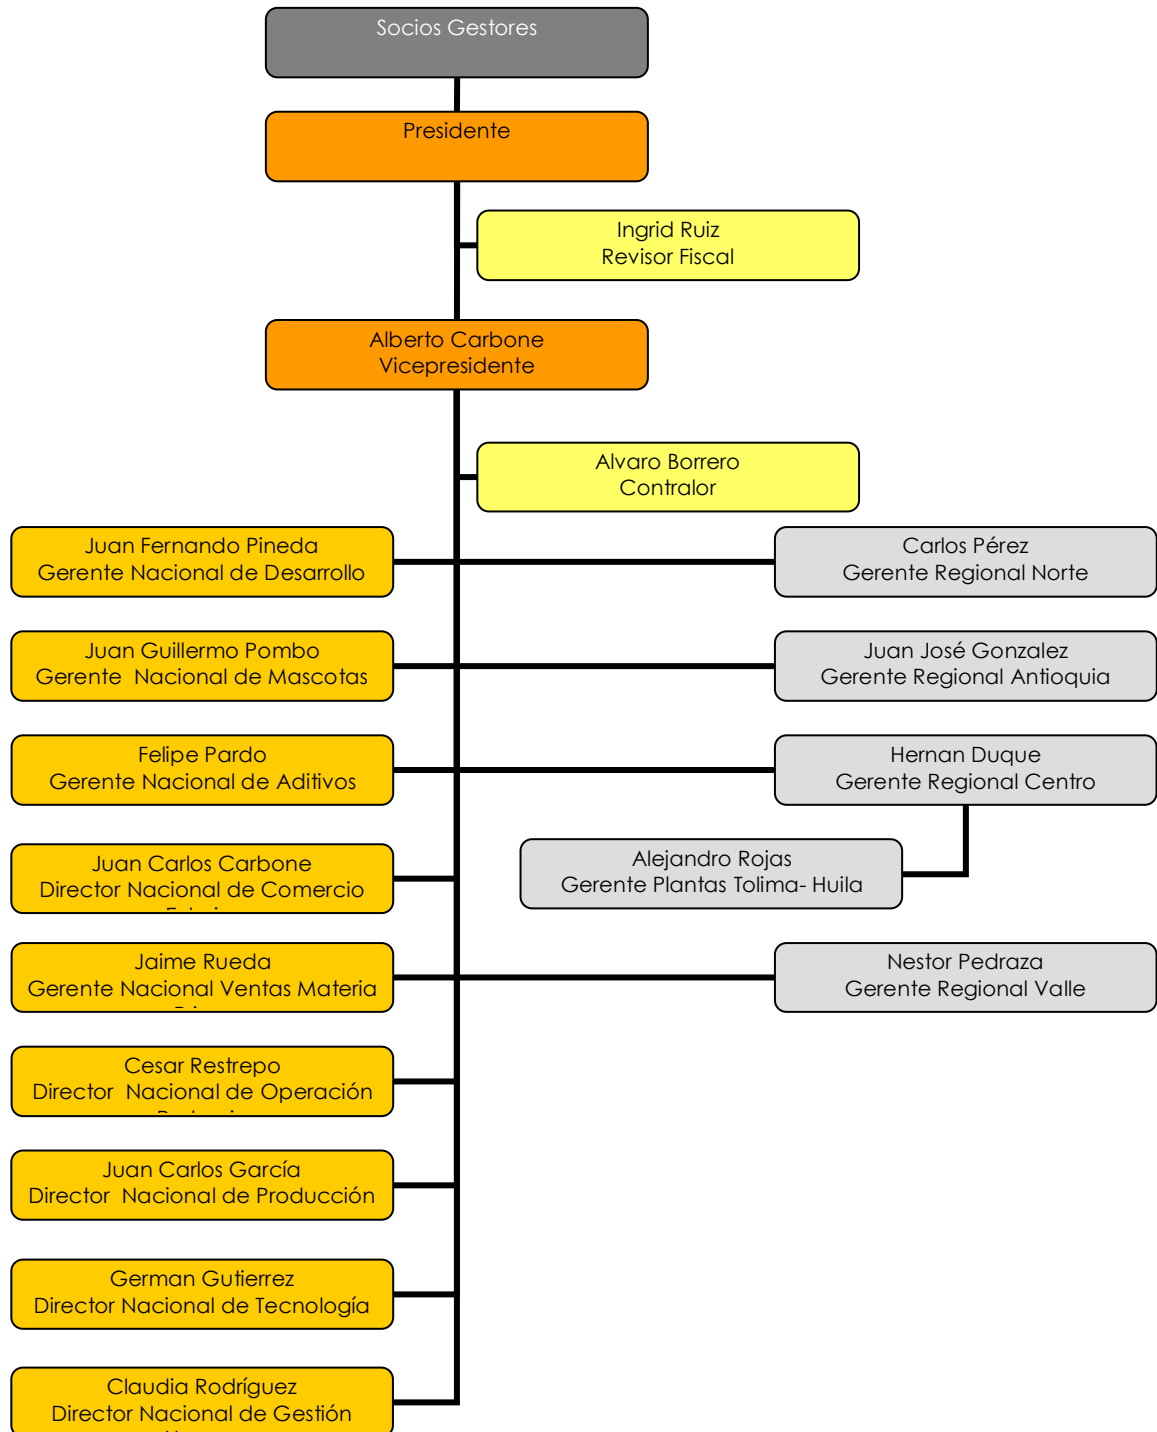 Socios Gestores
Presidente
Ingrid Ruiz
Revisor Fiscal
Alberto Carbone
Vicepresidente
Alvaro Borrero
Contralor
Juan Fernando Pineda
Gerente Nacional de Desarrollo
Carlos Pérez
Gerente Regional Norte
Juan Guillermo Pombo
Gerente  Nacional de Mascotas
Juan José Gonzalez
Gerente Regional Antioquia
Felipe Pardo
Gerente Nacional de Aditivos
Hernan Duque
Gerente Regional Centro
Juan Carlos Carbone
Director Nacional de Comercio
Alejandro Rojas
Gerente Plantas Tolima- Huila
Jaime Rueda
Gerente Nacional Ventas Materia
Nestor Pedraza
Gerente Regional Valle
Cesar Restrepo
Director  Nacional de Operación
Juan Carlos García
Director  Nacional de Producción
German Gutierrez
Director Nacional de Tecnología
Claudia Rodríguez
Director Nacional de Gestión